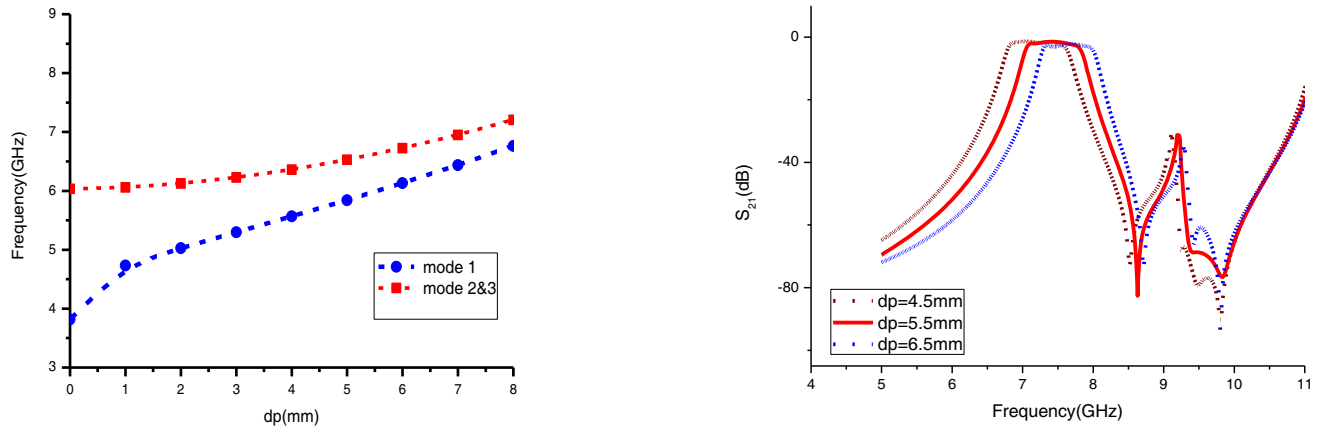 9
8
7
6
5
4
3
Frequency(GHz)
mode 1
mode 2&3
0 1 2 3 4 5 6 7 8
dp(mm)
0
-40
-80
S21(dB)
dp=4.5mm
dp=5.5mm
dp=6.5mm
4 5 6 7 8 9 10 11
Frequency(GHz)